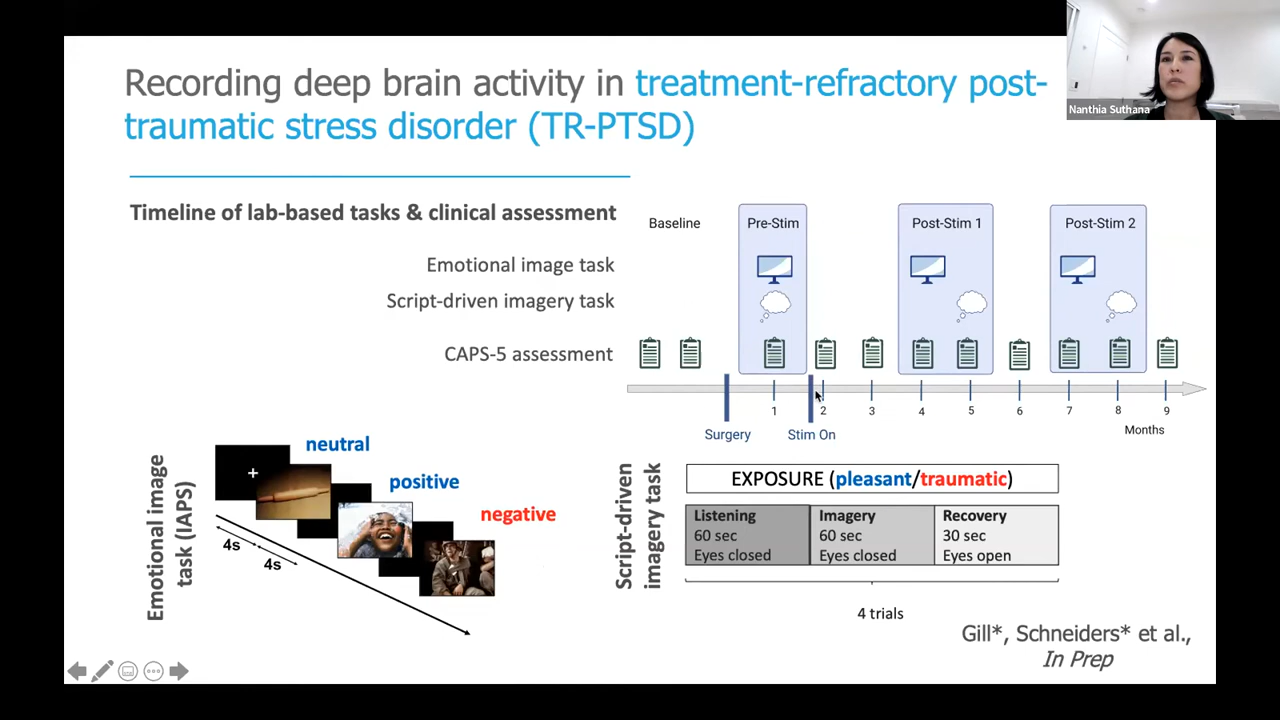 Recording deep brain activity in treatment-refractory post-
traumatic stress disorder (TR-PTSD)
Nanthia Suthana
Timeline of lab-based tasks & clinical assessment
Emotional image task
Script-driven imagery task
CAPS-5 assessment
Baseline
Pre-Stim
Post-Stim 1
Post-Stim 2
1
2
3
4
5
6
7
8
9
Surgery
Stim On
Months
Emotional image
task (IAPS)
neutral
positive
negative
4s
4s
Script-driven
imagery task
EXPOSURE (pleasant/traumatic)
Listening
60 sec
Eyes closed
Imagery
60 sec
Eyes closed
Recovery
30 sec
Eyes open
4 trials
Gill*, Schneiders* et al.,
In Prep